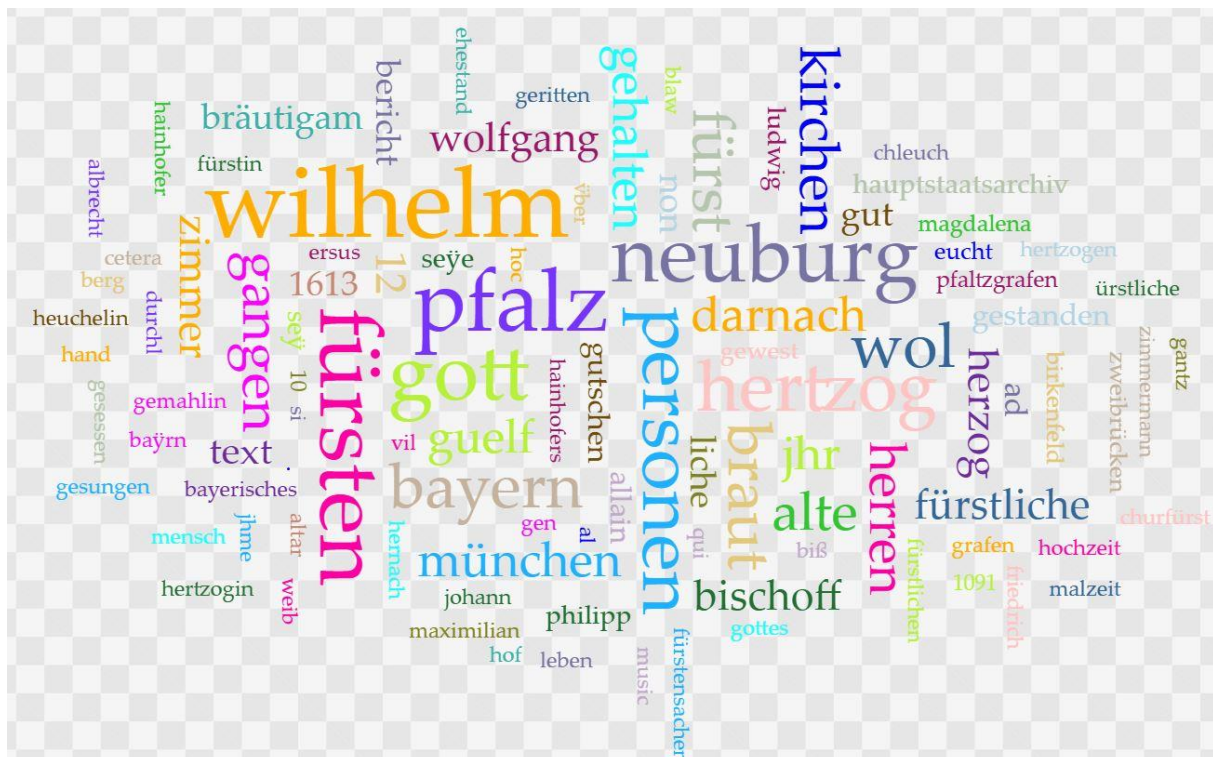 ehestand
kirchen
gehalten
bericht
blaw
geritten
hainhofer
bräutigam
wolfgang
fürst
ludwig
chleuch
albrecht
fürstin
wilhelm
vber
non
hauptstaatsarchiv
zimmer
gut
magdalena
cetera
ersus
12
seÿe
hoc
neuburg
eucht
hertzogen
berg
gangen
1613
pfalz
pfaltzgrafen
ürstliche
durchl
heuchelin
seÿ
fürsten
personen
darnach
gestanden
hand
gott
gutschen
gewest
wol
herzog
zimmermann
gantz
gesessen
10
hainhofers
hertzog
ad
birkenfeld
zweibrücken
gemahlin
si
baÿrn
text
vil
guelf
liche
braut
jhr
herren
gesungen
bayerisches
.
bayern
allain
alte
fürstliche
churfürst
mensch
jhme
altar
hernach
gen
al
qui
biß
fürstlichen
grafen
hochzeit
münchen
hertzogin
weib
johann
philipp
bischoff
1091
friedrich
malzeit
maximilian
gottes
hof
leben
music
fürstensachen